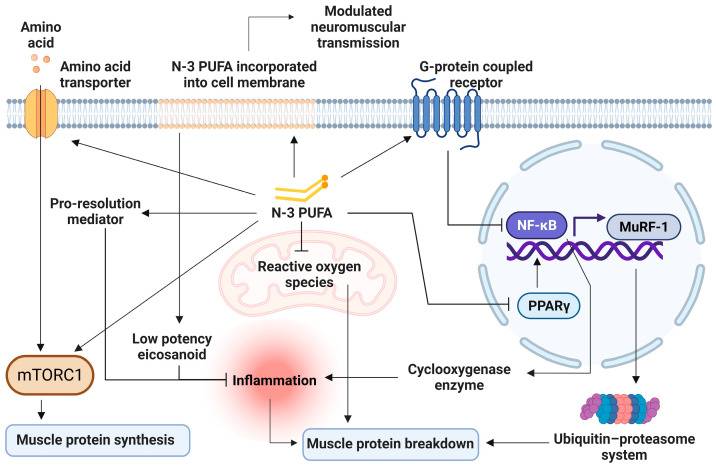 Modulated
neuromuscular
transmission
Amino
acid
Amino acid
transporter
N-3 PUFA incorporated
into cell membrane
G-protein coupled
receptor
Pro-resolution
mediator
N-3 PUFA
NF-κB
MuRF-1
Reactive oxygen
species
PPARγ
Low potency
eicosanoid
mTORC1
Inflammation
Cyclooxygenase
enzyme
Muscle protein synthesis
Muscle protein breakdown
Ubiquitin–proteasome
system